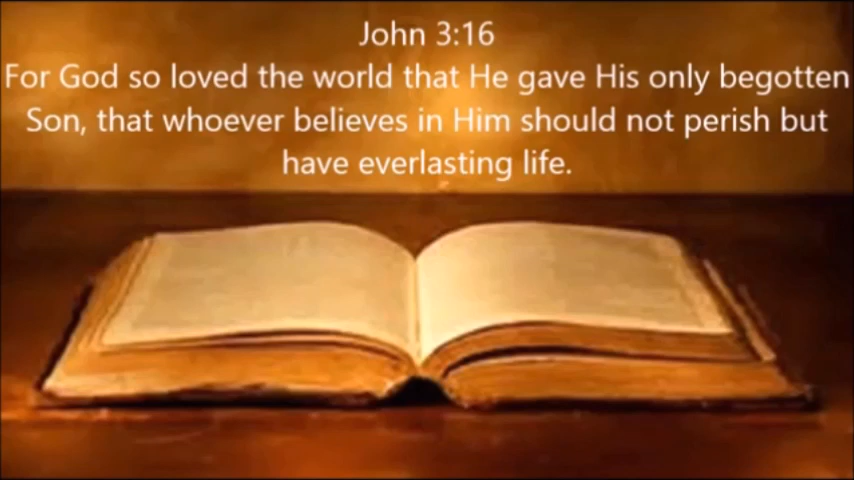 John 3:16
For God so loved the world that He gave His only begotten
Son, that whoever believes in Him should not perish but
have everlasting life.